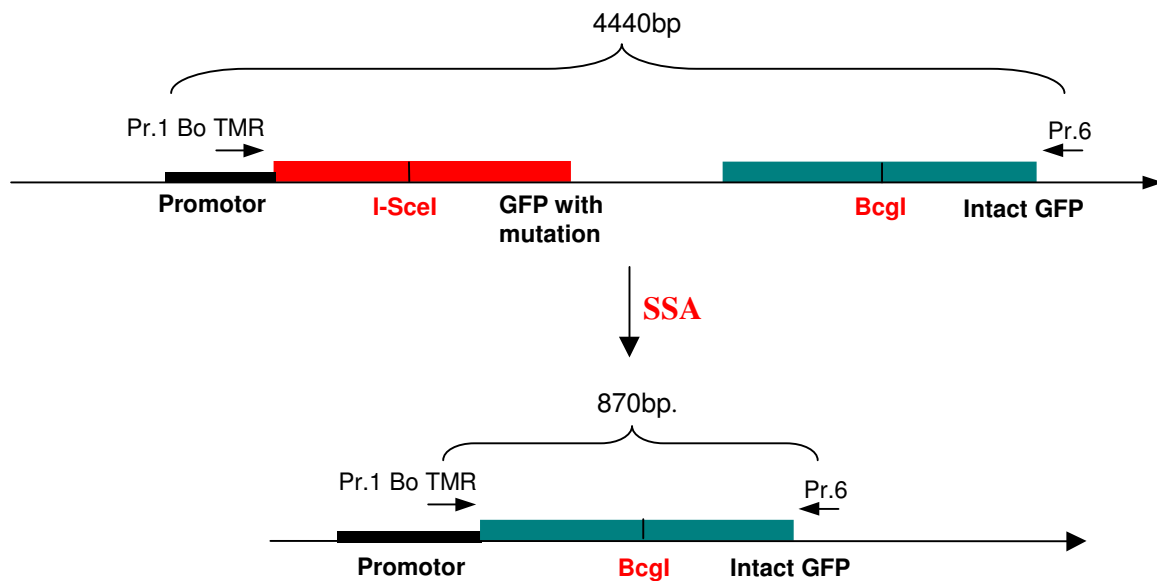 4440bp
Pr.1 Bo TMR
Pr.6
Promotor
I-SceI
GFP with
mutation
BcgI
Intact GFP
SSA
870bp.
Pr.1 Bo TMR
Pr.6
Promotor
BcgI
Intact GFP